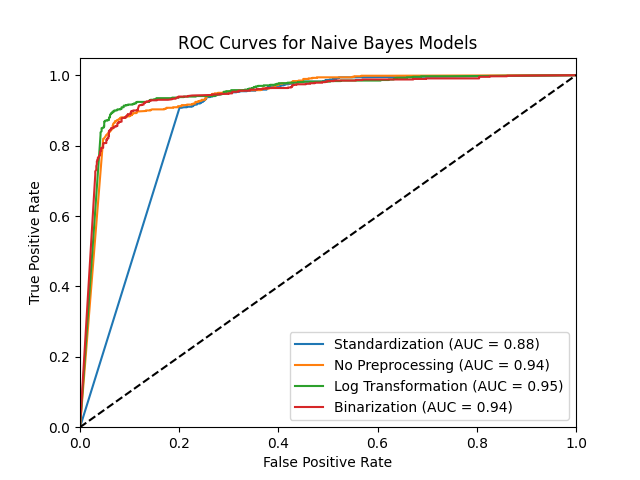 ROC Curves for Naive Bayes Models
1.0
0.8
0.6
0.4
0.2
0.0
True Positive Rate
Standardization (AUC = 0.88)
No Preprocessing (AUC = 0.94)
Log Transformation (AUC = 0.95)
Binarization (AUC = 0.94)
0.0 0.2 0.4 0.6 0.8 1.0
False Positive Rate